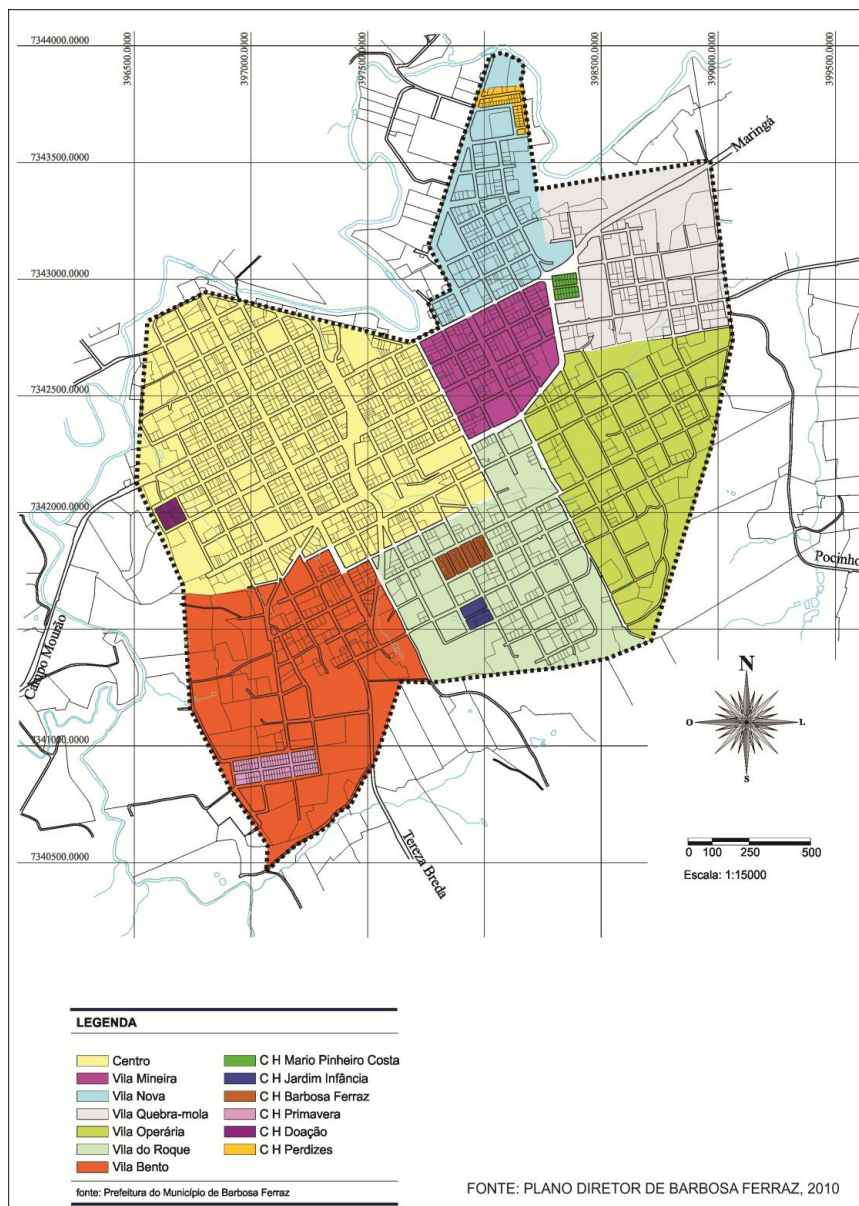 7344000.0000
396500.0000
397000.0000
397500.0000
398500.0000
399000.0000
399500.0000
7343500.0000
Maringá
7343000.0000
7342500.0000
7342000.0000
Pocinho
Campo Mourão
7341000.0000
7340500.0000
Tereza Breda
N
O
L
S
0 100 250 500
Escala: 1:15000
LEGENDA
Centro
Vila Mineira
Vila Nova
Vila Quebra-mola
Vila Operária
Vila do Roque
Vila Bento
C H Mario Pinheiro Costa
C H Jardim Infância
C H Barbosa Ferraz
C H Primavera
C H Doação
C H Perdizes
fonte: Prefeitura do Município de Barbosa Ferraz
FONTE: PLANO DIRETOR DE BARBOSA FERRAZ, 2010